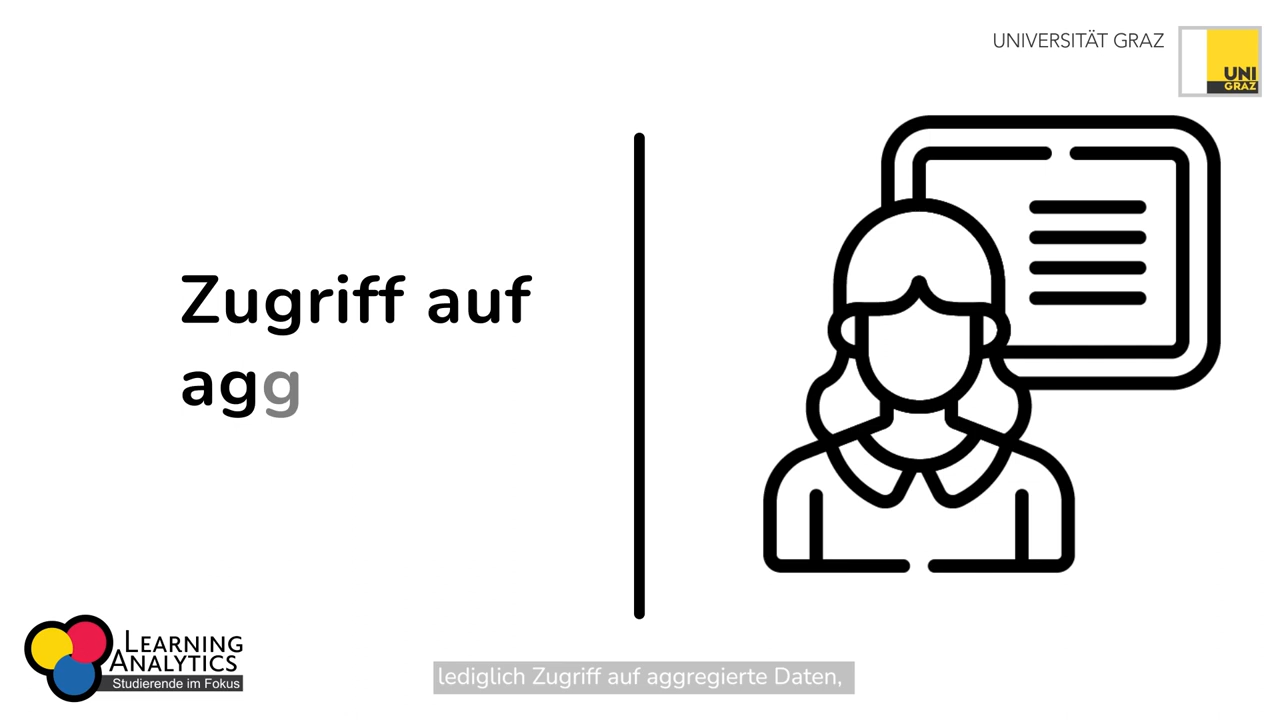 UNIVERSITÄT GRAZ
UNI
GRAZ
Zugriff auf
agg
LEARNING
ANALYTICS
Studierende im Fokus
lediglich Zugriff auf aggregierte Daten,